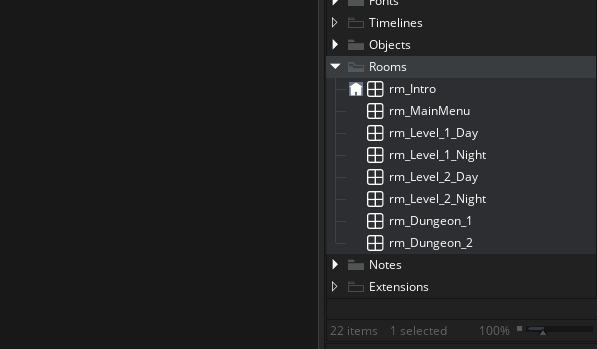 Fonts
Timelines
Objects
Rooms
rm_Intro
rm_MainMenu
rm_Level_1_Day
rm_Level_1_Night
rm_Level_2_Day
rm_Level_2_Night
rm_Dungeon_1
rm_Dungeon_2
Notes
Extensions
22 items 1 selected 100%